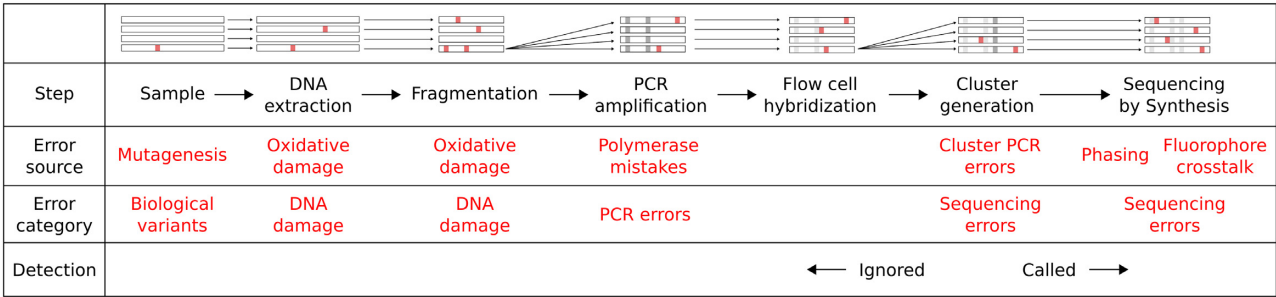 Step
Sample
DNA
extraction
Fragmentation
PCR
amplification
Flow cell
hybridization
Cluster
generation
Sequencing
by Synthesis
Error
source
Mutagenesis
Oxidative
damage
Oxidative
damage
Polymerase
mistakes
Cluster PCR
errors
Phasing
Fluorophore
crosstalk
Error
category
Biological
variants
DNA
damage
DNA
damage
PCR errors
Sequencing
errors
Sequencing
errors
Detection
Ignored
Called